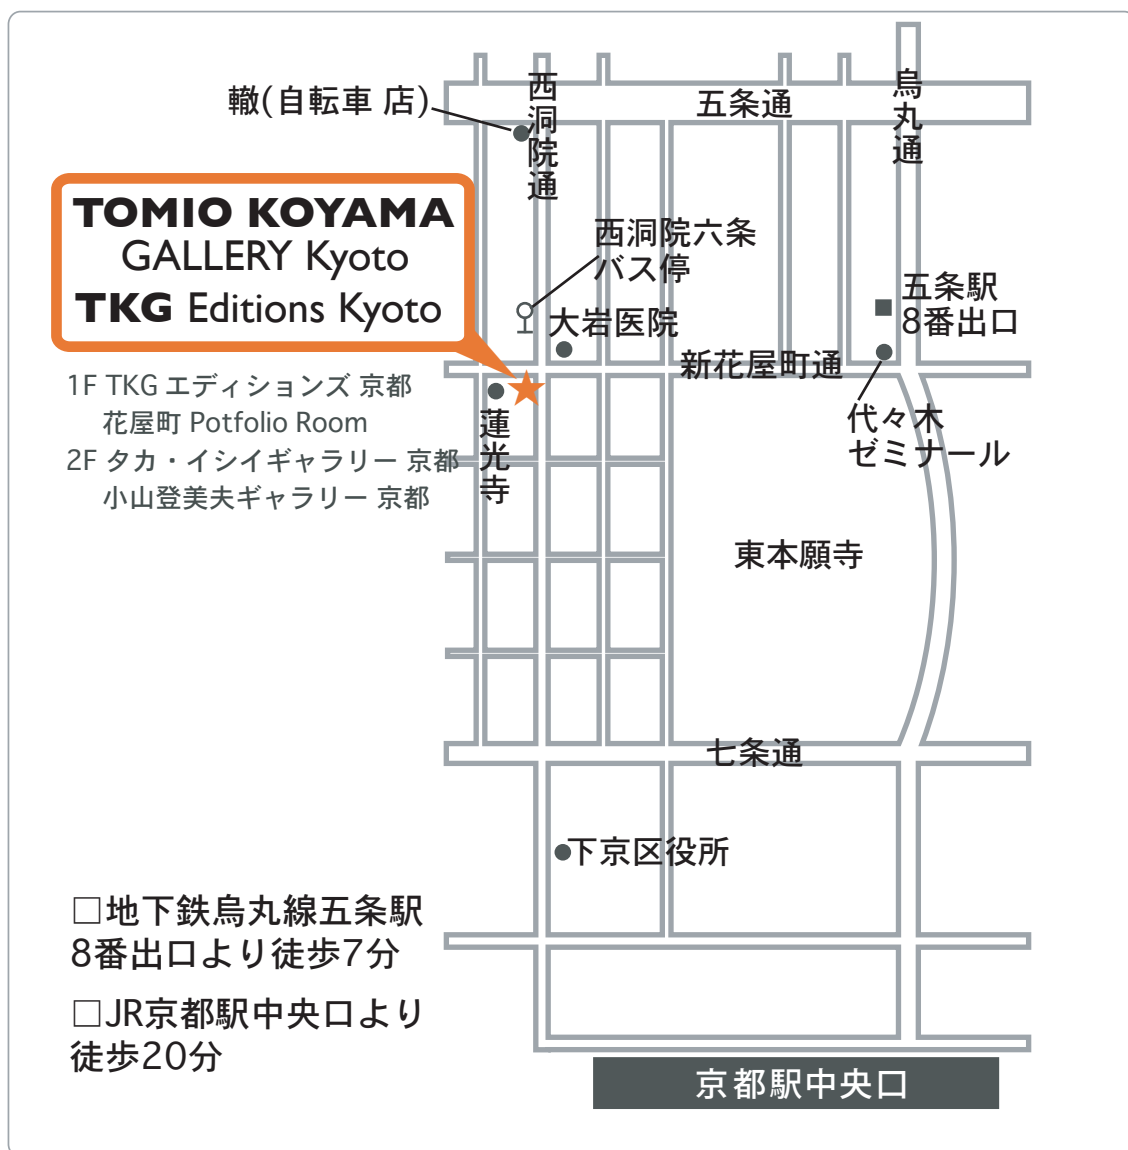 轍(自転車 店)
西洞院通
五条通
烏丸通
TOMIO KOYAMA
GALLERY Kyoto
TKG Editions Kyoto
西洞院六条
バス停
大岩医院
五条駅
8番出口
新花屋町通
1F TKG エディションズ 京都
花屋町 Potfolio Room
2F タカ・イシイギャラリー 京都
小山登美夫ギャラリー 京都
蓮光寺
代々木
ゼミナール
東本願寺
七条通
下京区役所
□地下鉄烏丸線五条駅
8番出口より徒歩7分
□JR京都駅中央口より
徒歩20分
京都駅中央口